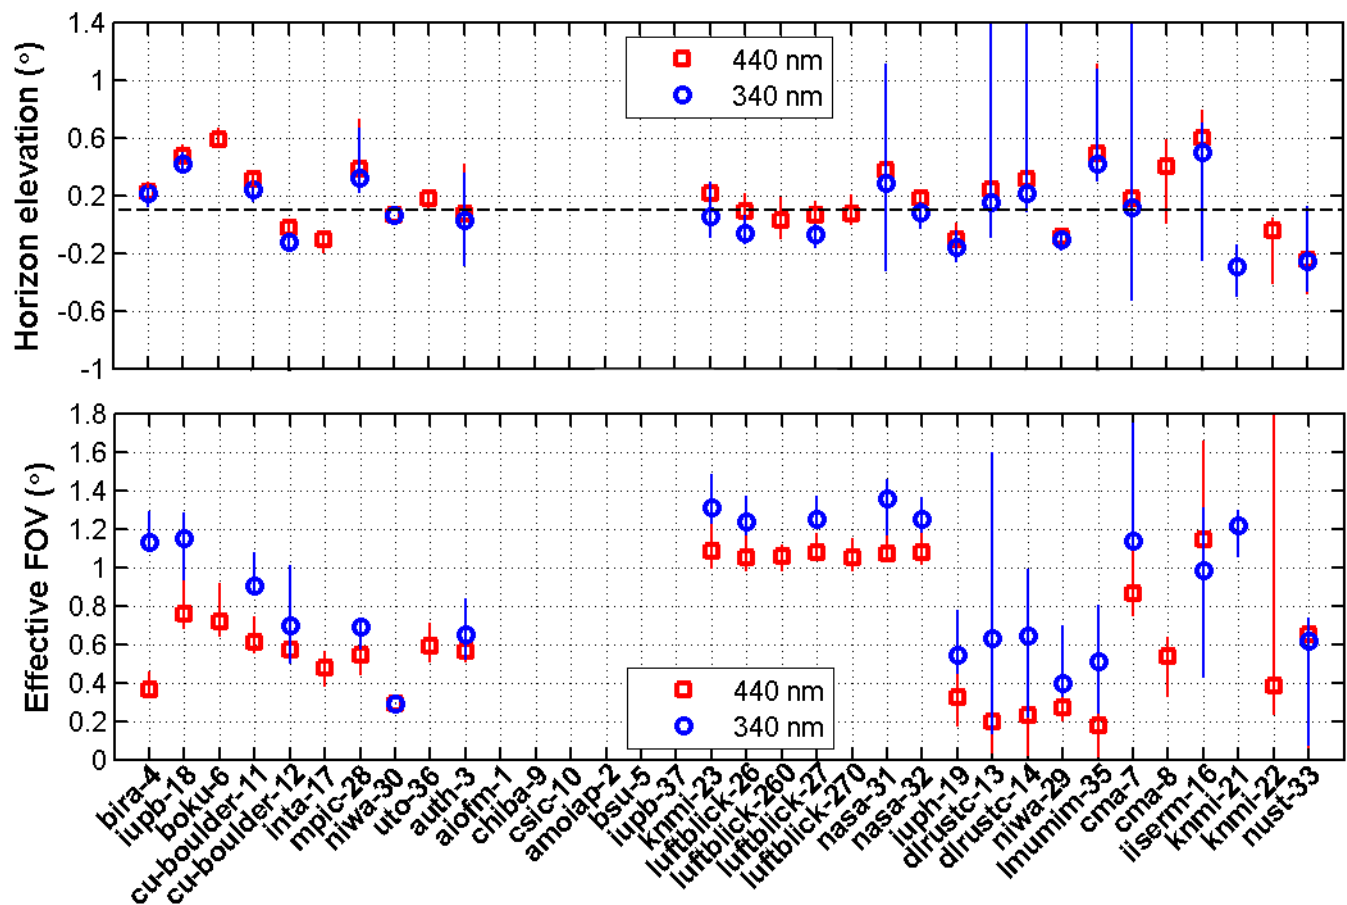 1.4
1
0.6
0.2
-0.2
-0.6
-1
Horizon elevation (°)
440 nm
340 nm
1.8
1.6
1.4
1.2
1
0.8
0.6
0.4
0.2
0
Effective FOV (°)
440 nm
340 nm
bira-4
iupb-18
boku-6
cu-boulder-11
cu-boulder-12
inta-17
mpic-28
niwa-30
uto-36
auth-3
aiofm-1
chiba-9
csic-10
amoiap-2
bsu-5
iupb-37
knmi-23
luftblick-26
luftblick-260
luftblick-27
luftblick-270
nasa-31
nasa-32
iuph-19
dlrustc-13
dlrustc-14
niwa-29
lmumim-35
cma-7
cma-8
iiserm-16
knmi-21
knmi-22
nust-33